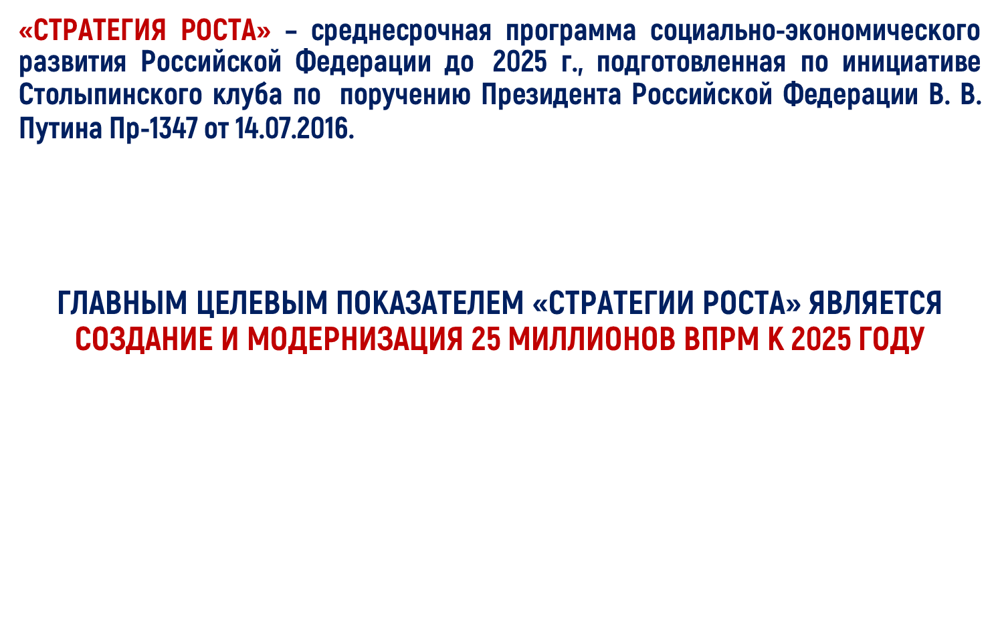 «СТРАТЕГИЯ РОСТА» – среднесрочная программа социально-экономического
развития Российской Федерации до 2025 г., подготовленная по инициативе
Столыпинского клуба по поручению Президента Российской Федерации В. В.
Путина Пр-1347 от 14.07.2016.
ГЛАВНЫМ ЦЕЛЕВЫМ ПОКАЗАТЕЛЕМ «СТРАТЕГИИ РОСТА» ЯВЛЯЕТСЯ
СОЗДАНИЕ И МОДЕРНИЗАЦИЯ 25 МИЛЛИОНОВ ВПРМ К 2025 ГОДУ